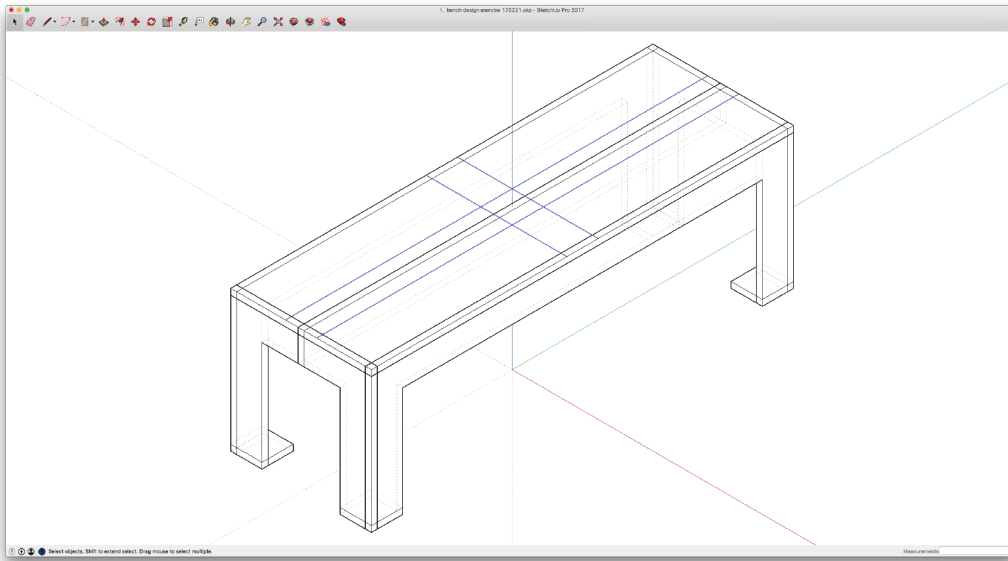 bench design exercise 170221.skp - SketchUp Pro 2017
Select objects. Shift to extend select. Drag mouse to select multiple.
Measurements